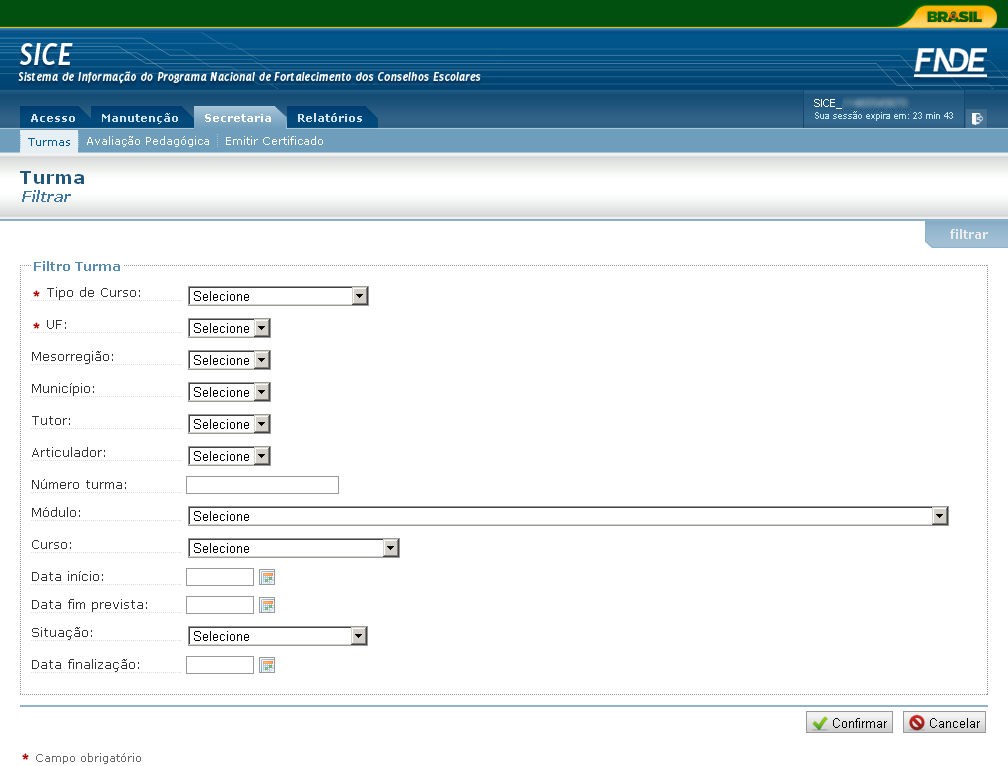 BRASIL
SICE
Sistema de Informação do Programa Nacional de Fortalecimento dos Conselhos Escolares
FNDE
Acesso Manutenção Secretaria Relatórios
SICE_
Sua sessão expira em: 23 min 43
Turmas Avaliação Pedagógica Emitir Certificado
Turma
Filtrar
filtrar
Filtro Turma
* Tipo de Curso: Selecione
* UF: Selecione
Mesorregião: Selecione
Município: Selecione
Tutor: Selecione
Articulador: Selecione
Número turma:
Módulo: Selecione
Curso: Selecione
Data início:
Data fim prevista:
Situação: Selecione
Data finalização:
Confirmar Cancelar
* Campo obrigatório